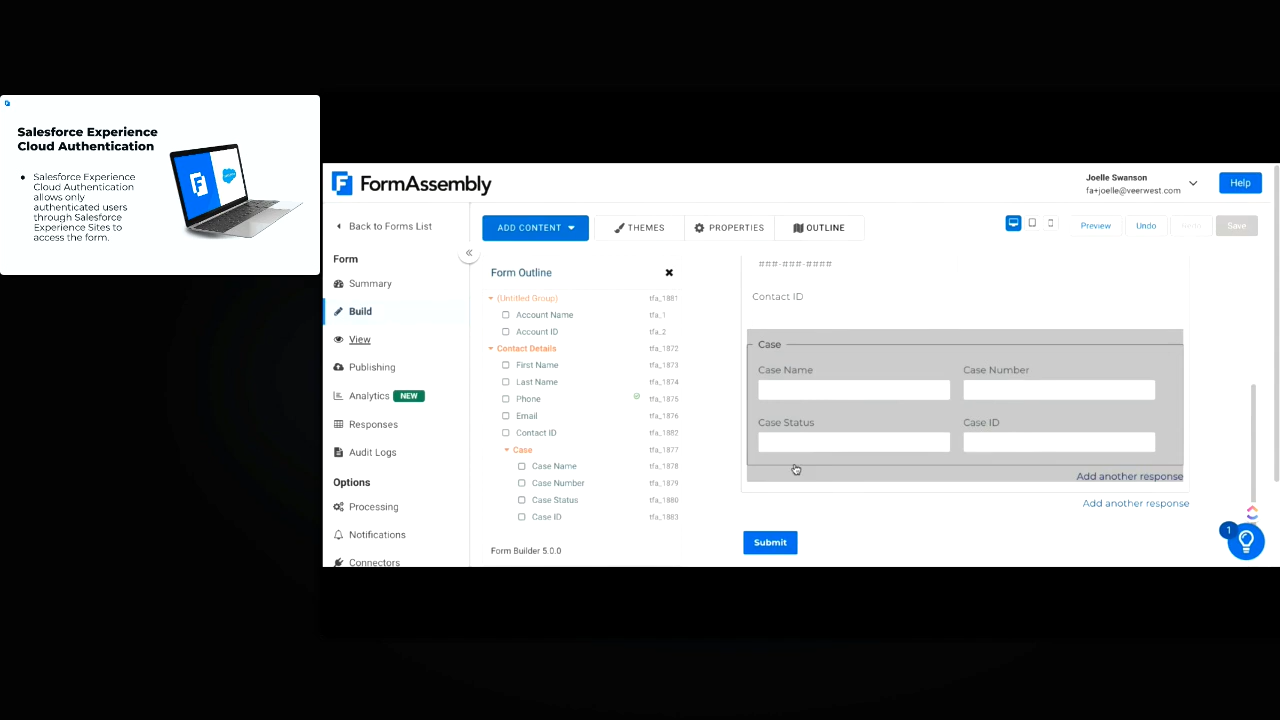 Salesforce Experience
Cloud Authentication
● Salesforce Experience
Cloud Authentication
allows only
authenticated users
through Salesforce
Experience Sites to
access the form.
FormAssembly
Joelle Swanson
fa+joelle@veerwest.com
Help
Back to Forms List
ADD CONTENT
THEMES
PROPERTIES
OUTLINE
Preview
Undo
Redo
Save
Form
Summary
Build
View
Publishing
Analytics NEW
Responses
Audit Logs
Options
Processing
Notifications
Connectors
Form Outline
(Untitled Group) tfa_1881
Account Name tfa_1
Account ID tfa_2
Contact Details tfa_1872
First Name tfa_1873
Last Name tfa_1874
Phone tfa_1875
Email tfa_1876
Contact ID tfa_1882
Case tfa_1877
Case Name tfa_1878
Case Number tfa_1879
Case Status tfa_1880
Case ID tfa_1883
Form Builder 5.0.0
###-###-####
Contact ID
Case
Case Name Case Number
Case Status Case ID
Add another response
Add another response
Submit
1